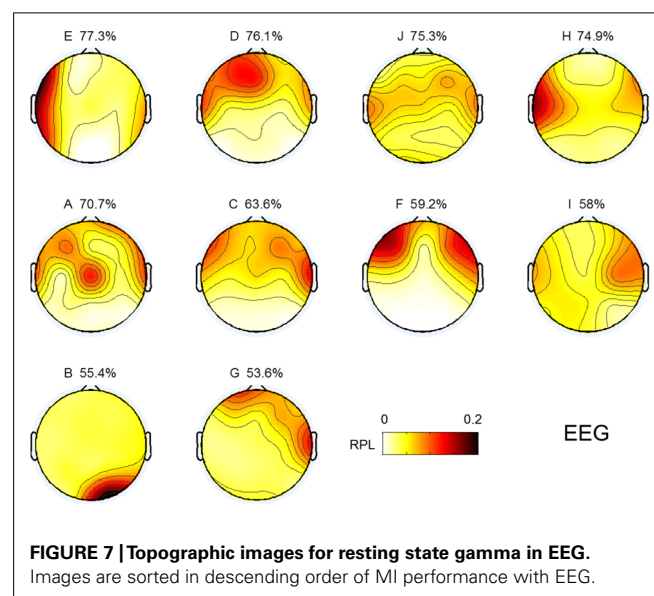 E 77.3%
D 76.1%
J 75.3%
H 74.9%
A 70.7%
C 63.6%
F 59.2%
I 58%
B 55.4%
G 53.6%
0 0.2
RPL
EEG
FIGURE 7 | Topographic images for resting state gamma in EEG.
Images are sorted in descending order of MI performance with EEG.